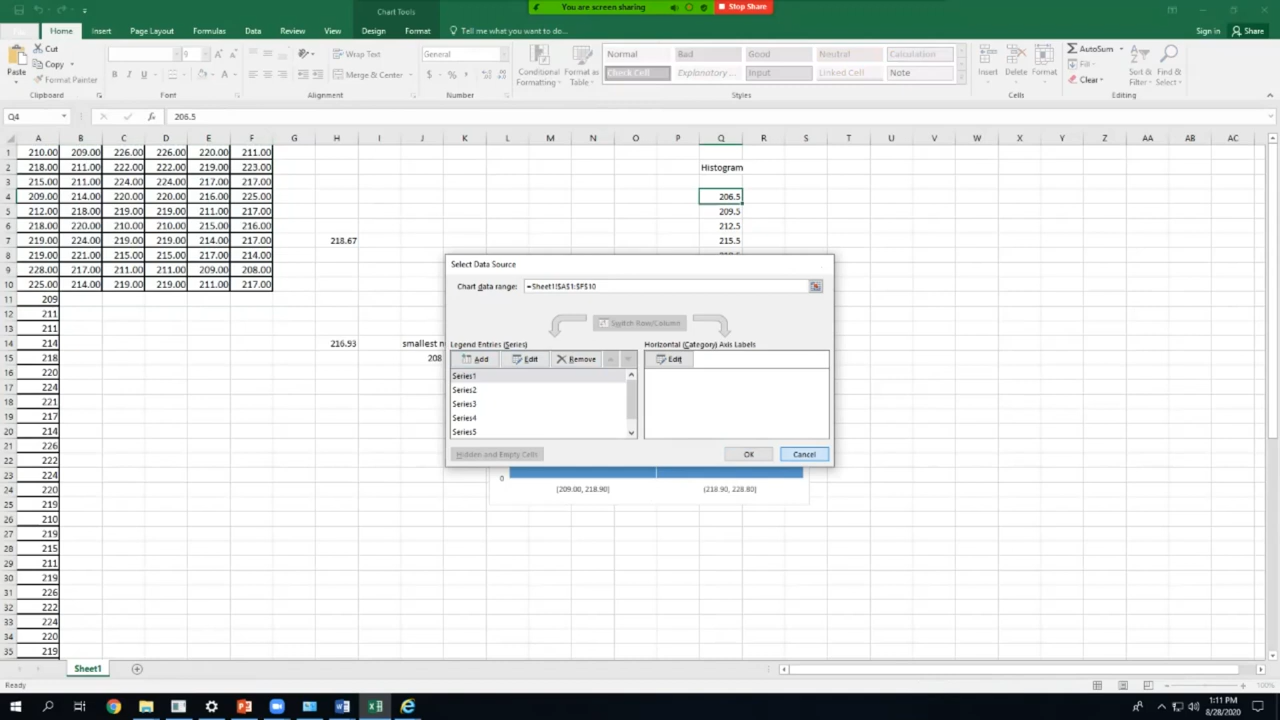 You are screen sharing
Stop Share
Chart Tools
Home Insert Page Layout Formulas Data Review View Design Format Tell me what you want to do... Sign in Share
Paste
Cut
Copy
Format Painter
Clipboard
9
B I U
Font
Wrap Text
Merge & Center
Alignment
General
$ % ,
Number
Conditional Formatting
Format as Table
Normal Bad Good Neutral Calculation
Check Cell Explanatory ... Input Linked Cell Note
Styles
Insert Delete Format
Cells
AutoSum
Fill
Clear
Sort & Filter
Find & Select
Editing
Q4 fx 206.5
A B C D E F G H I J K L M N O P Q R S T U V W X Y Z AA AB AC
1 210.00 209.00 226.00 226.00 220.00 211.00
2 218.00 211.00 222.00 222.00 219.00 223.00 Histogram
3 215.00 211.00 224.00 224.00 217.00 217.00
4 209.00 214.00 220.00 220.00 216.00 225.00 206.5
5 212.00 218.00 219.00 219.00 211.00 217.00 209.5
6 218.00 220.00 210.00 210.00 215.00 216.00 212.5
7 219.00 224.00 219.00 219.00 214.00 217.00 218.67 215.5
8 219.00 221.00 215.00 215.00 217.00 214.00
9 228.00 217.00 211.00 211.00 209.00 208.00
10 225.00 214.00 219.00 219.00 211.00 217.00
11 209
12 211
13 211
14 214 216.93 smallest n
15 218 208
16 220
17 224
18 221
19 217
20 214
21 226
22 222
23 224
24 220
25 219
26 210
27 219
28 215
29 211
30 219
31 226
32 222
33 224
34 220
35 219
Select Data Source
Chart data range: =Sheet1!$A$1:$F$10
Switch Row/Column
Legend Entries (Series)
Add Edit Remove
Series1
Series2
Series3
Series4
Series5
Horizontal (Category) Axis Labels
Edit
Hidden and Empty Cells
OK
Cancel
0
[209.00, 218.90] (218.90, 228.80]
Sheet1
Ready
100%
1:11 PM
8/28/2020